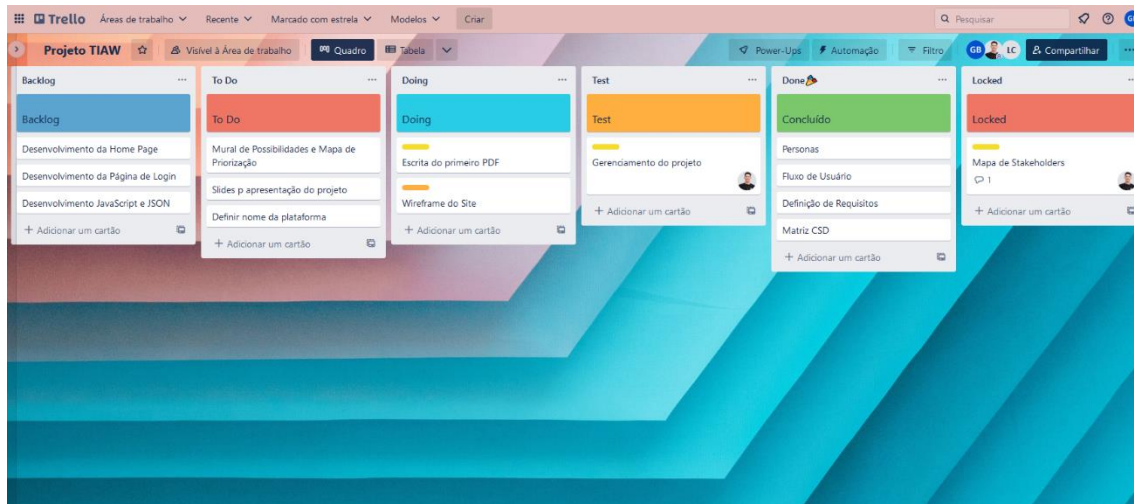 Trello
Áreas de trabalho
Recente
Marcado com estrela
Modelos
Criar
Pesquisar
Projeto TIAW
Visível à Área de trabalho
Quadro
Tabela
Power-Ups
Automação
Filtro
GB
LC
Compartilhar
Backlog
Backlog
Desenvolvimento da Home Page
Desenvolvimento da Página de Login
Desenvolvimento JavaScript e JSON
+ Adicionar um cartão
To Do
To Do
Mural de Possibilidades e Mapa de
Priorização
Slides p apresentação do projeto
Definir nome da plataforma
+ Adicionar um cartão
Doing
Doing
Escrita do primeiro PDF
Wireframe do Site
+ Adicionar um cartão
Test
Test
Gerenciamento do projeto
+ Adicionar um cartão
Done
Concluído
Personas
Fluxo de Usuário
Definição de Requisitos
Matriz CSD
+ Adicionar um cartão
Locked
Locked
Mapa de Stakeholders
1
+ Adicionar um cartão